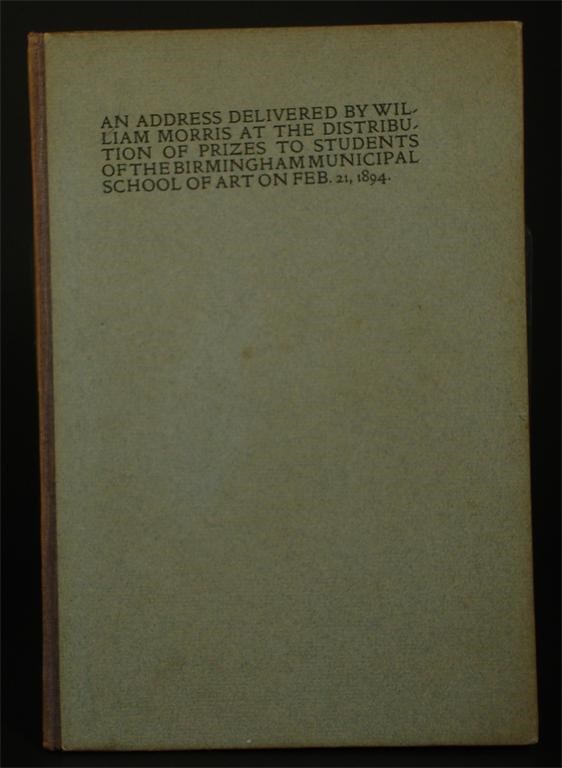 AN ADDRESS DELIVERED BY WIL-
LIAM MORRIS AT THE DISTRIBU-
TION OF PRIZES TO STUDENTS
OF THE BIRMINGHAM MUNICIPAL
SCHOOL OF ART ON FEB. 21, 1894.